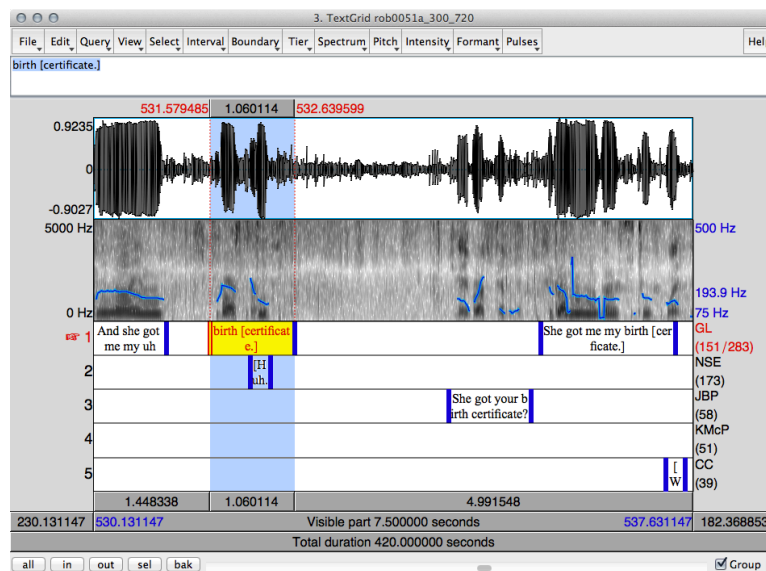 3. TextGrid rob0051a_300_720
File Edit Query View Select Interval Boundary Tier Spectrum Pitch Intensity Formant Pulses Hel
birth [certificate.]
531.579485 1.060114 532.639599
0.9235
0
-0.9027
5000 Hz 500 Hz
193.9 Hz
0 Hz 75 Hz
1 And she got birth [certificat She got me my birth [cer GL
me my uh e.] ficate.] (151/283)
2 [H NSE
uh. (173)
3 She got your b JBP
irth certificate? (58)
4 KMcP
(51)
5 [ CC
W (39)
1.448338 1.060114 4.991548
230.131147 530.131147 Visible part 7.500000 seconds 537.631147 182.368853
Total duration 420.000000 seconds
all in out sel bak Group